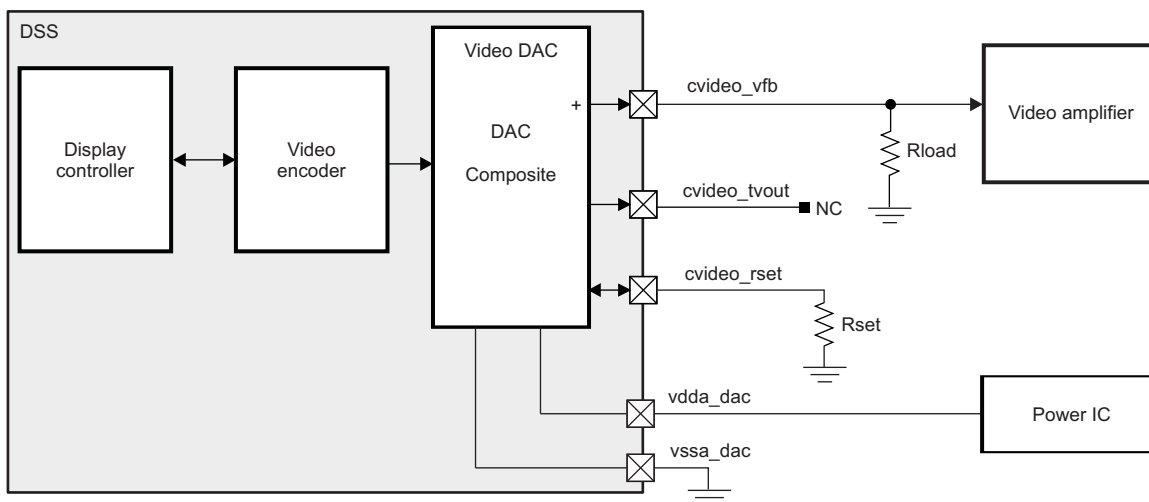 DSS
Video DAC
cvideo_vfb
+
DAC
Composite
Display
controller
Video
encoder
Video amplifier
Rload
cvideo_tvout
NC
cvideo_rset
Rset
vdda_dac
Power IC
vssa_dac